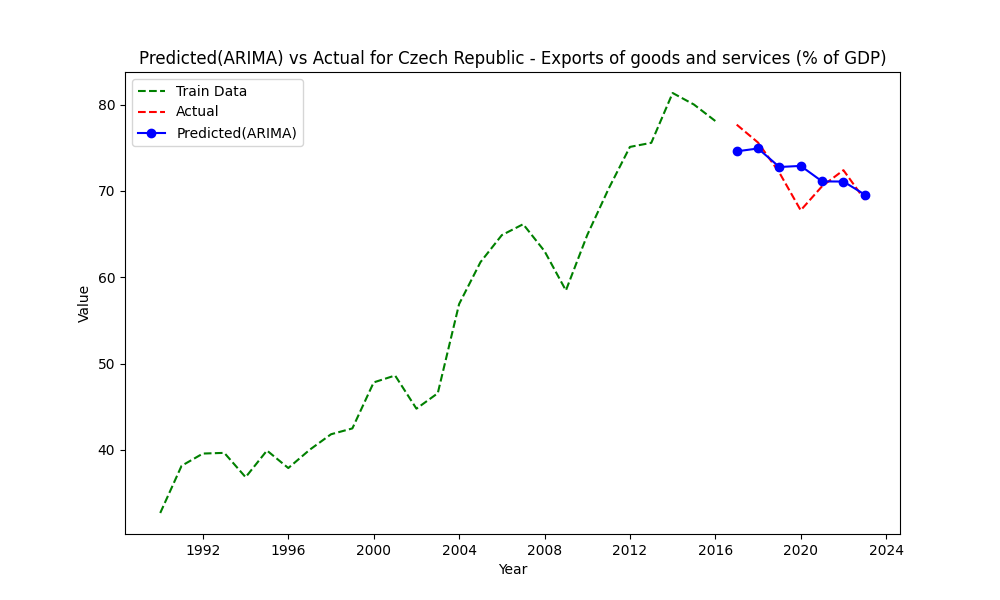 Predicted(ARIMA) vs Actual for Czech Republic - Exports of goods and services (% of GDP)
Train Data
Actual
Predicted(ARIMA)
80
70
60
50
40
Value
1992 1996 2000 2004 2008 2012 2016 2020 2024
Year